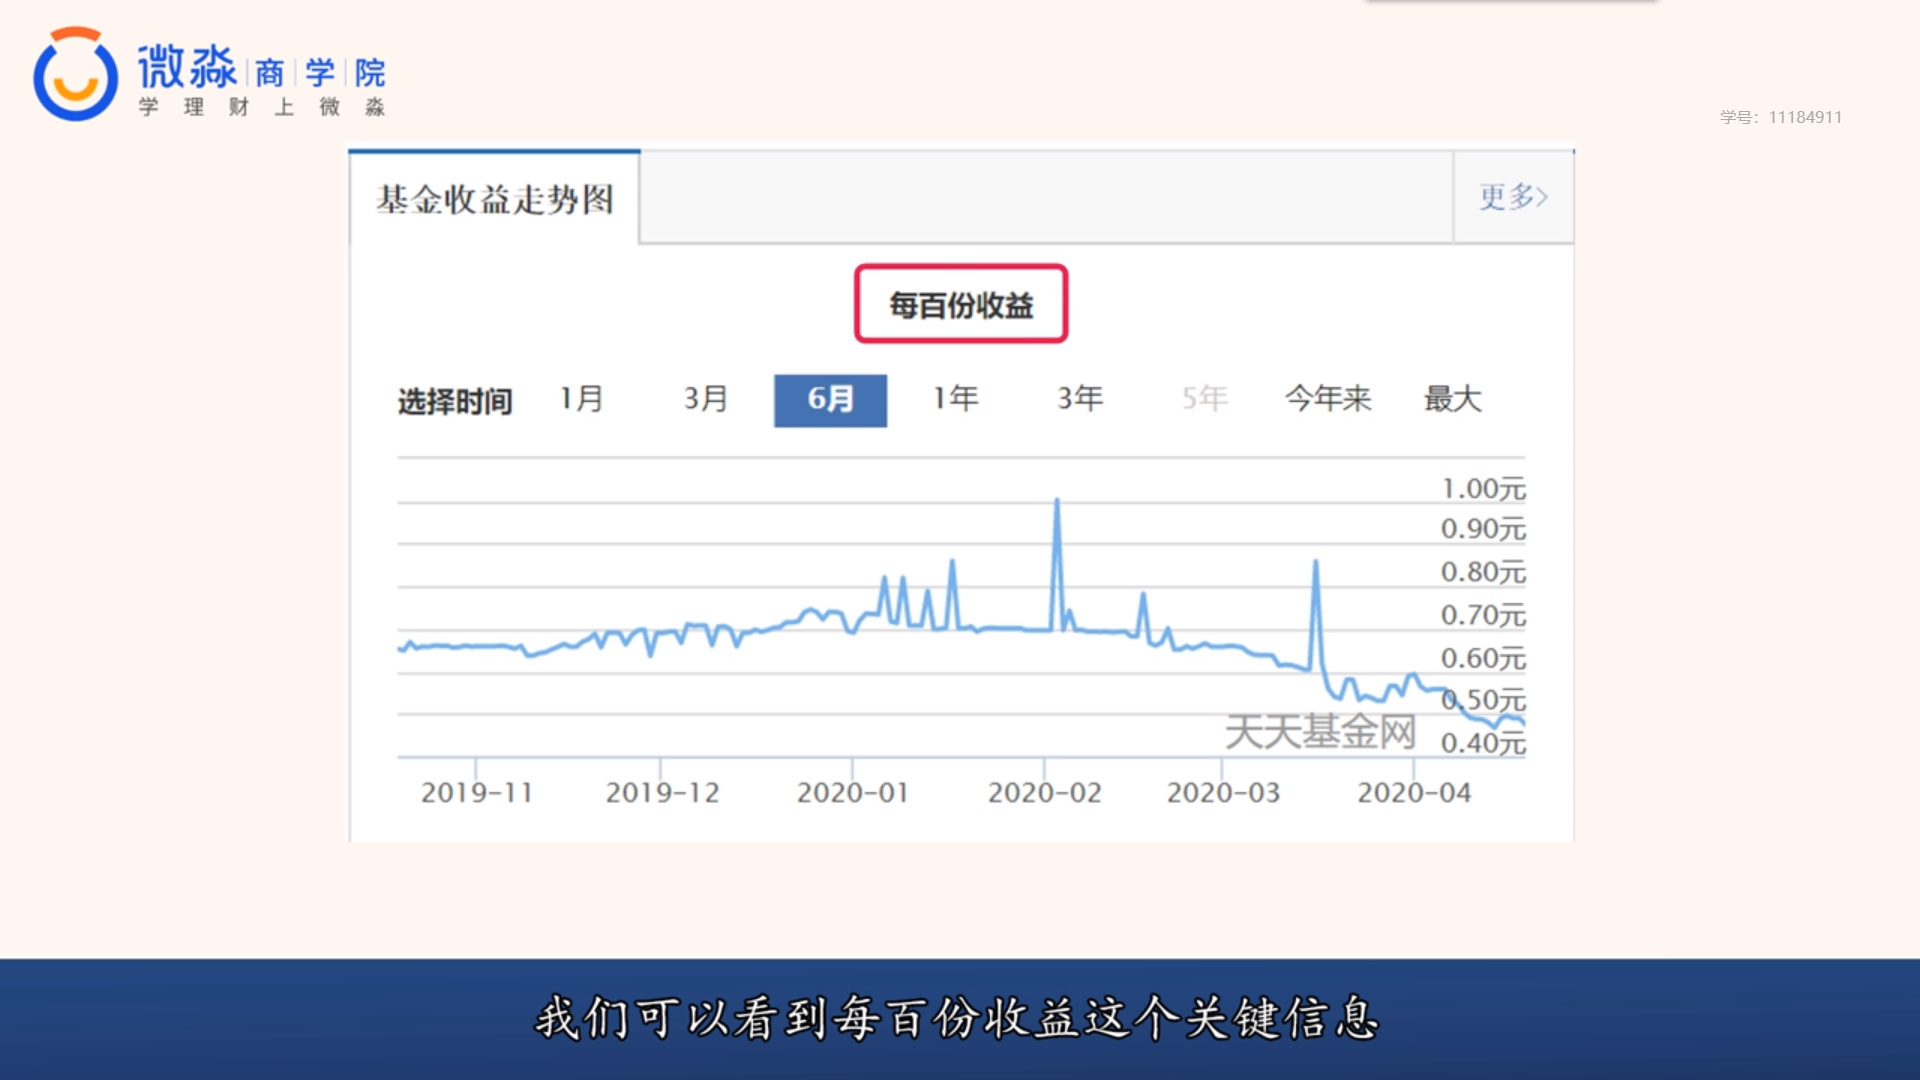 微淼 商 学 院
学理财上微淼
学号：11184911
基金收益走势图
更多>
每百份收益
选择时间 1月 3月 6月 1年 3年 5年 今年来 最大
1.00元
0.90元
0.80元
0.70元
0.60元
0.50元
0.40元
天天基金网
2019-11 2019-12 2020-01 2020-02 2020-03 2020-04
我们可以看到每百份收益这个关键信息